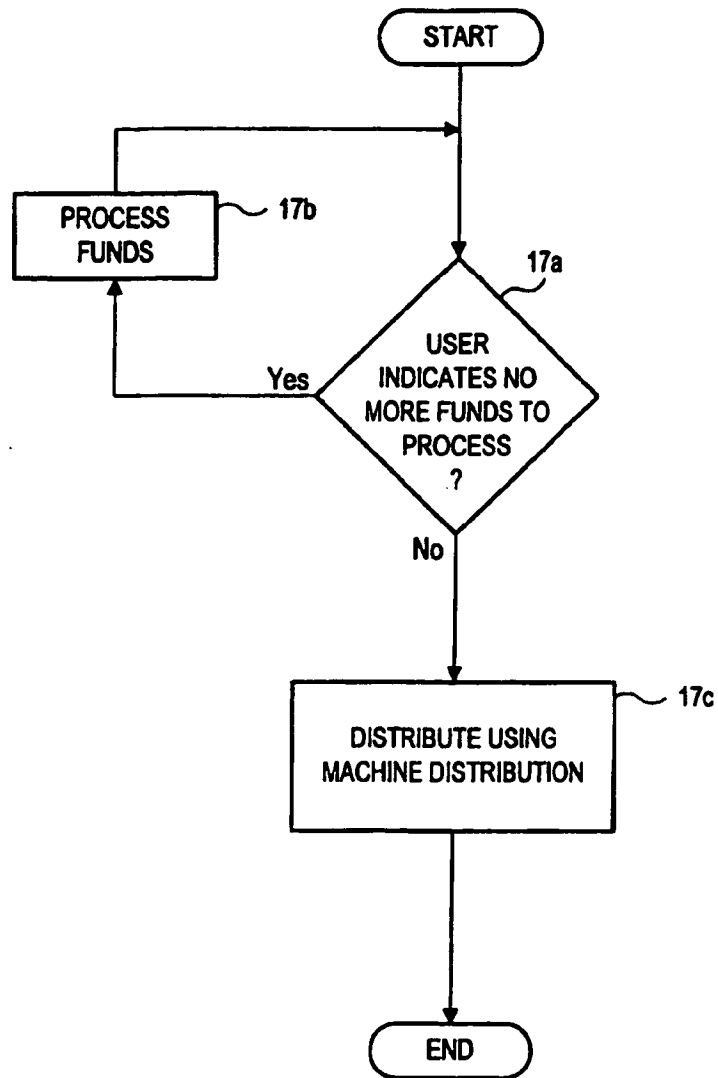 START
PROCESS
FUNDS
17b
17a
USER
INDICATES NO
MORE FUNDS TO
PROCESS
?
Yes
No
17c
DISTRIBUTE USING
MACHINE DISTRIBUTION
END